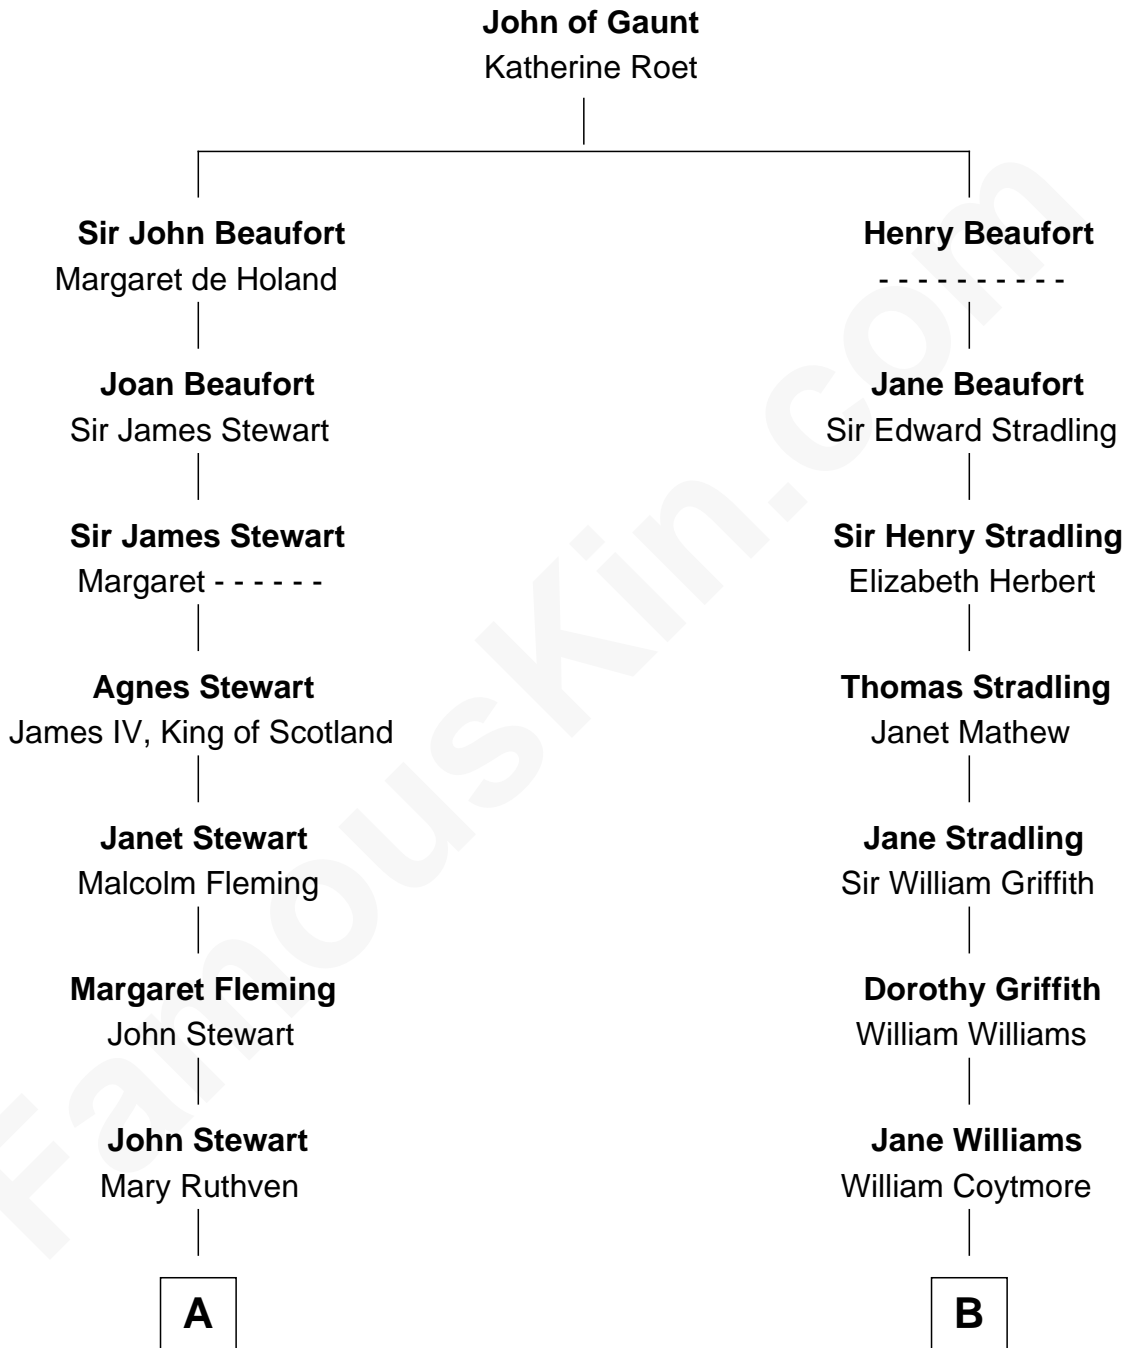 John of Gaunt
Katherine Roet
Sir John Beaufort
Margaret de Holand
Joan Beaufort
Sir James Stewart
Sir James Stewart
Margaret - - - - - -
Agnes Stewart
James IV, King of Scotland
Janet Stewart
Malcolm Fleming
Margaret Fleming
John Stewart
John Stewart
Mary Ruthven
A
Henry Beaufort
- - - - - - - - - -
Jane Beaufort
Sir Edward Stradling
Sir Henry Stradling
Elizabeth Herbert
Thomas Stradling
Janet Mathew
Jane Stradling
Sir William Griffith
Dorothy Griffith
William Williams
Jane Williams
William Coytmore
B
FamousKin.com